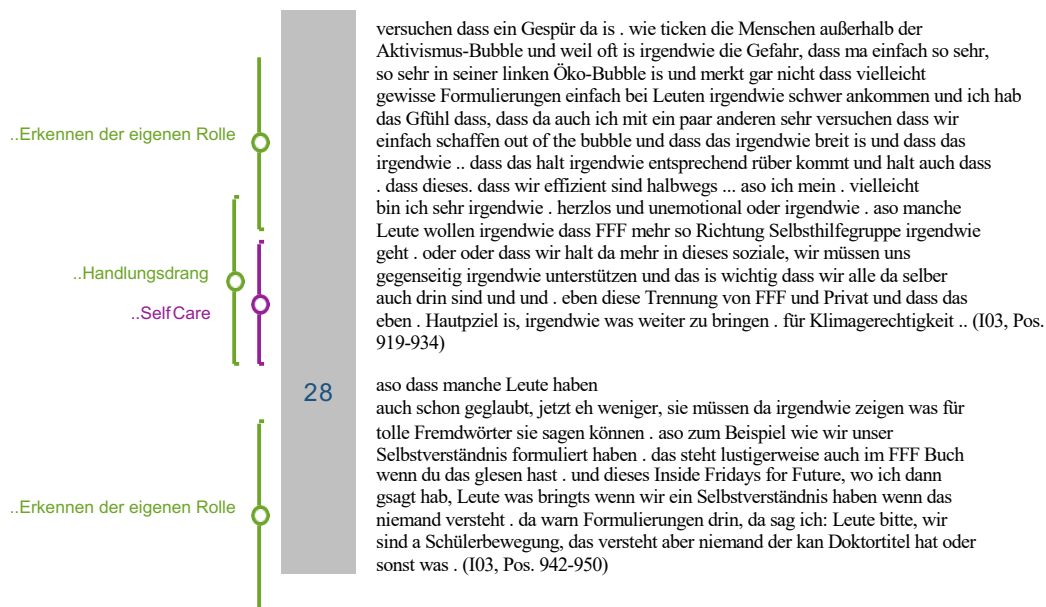 versuchen dass ein Gespür da is . wie ticken die Menschen außerhalb der
Aktivismus-Bubble und weil oft is irgendwie die Gefahr, dass ma einfach so sehr,
so sehr in seiner linken Öko-Bubble is und merkt gar nicht dass vielleicht
gewisse Formulierungen einfach bei Leuten irgendwie schwer ankommen und ich hab
das Gfühl dass, dass da auch ich mit ein paar anderen sehr versuchen dass wir
..Erkennen der eigenen Rolle
einfach schaffen out of the bubble und dass das irgendwie breit is und dass das
irgendwie .. dass das halt irgendwie entsprechend rüber kommt und halt auch dass
. dass dieses. dass wir effizient sind halbwegs ... aso ich mein . vielleicht
bin ich sehr irgendwie . herzlos und unemotional oder irgendwie . aso manche
Leute wollen irgendwie dass FFF mehr so Richtung Selbsthilfegruppe irgendwie
geht . oder oder dass wir halt da mehr in dieses soziale, wir müssen uns
..Handlungsdrang
gegenseitig irgendwie unterstützen und das is wichtig dass wir alle da selber
auch drin sind und und . eben diese Trennung von FFF und Privat und dass das
..Self Care
eben . Hautpziel is, irgendwie was weiter zu bringen . für Klimagerechtigkeit .. (I03, Pos.
919-934)
28
aso dass manche Leute haben
auch schon geglaubt, jetzt eh weniger, sie müssen da irgendwie zeigen was für
tolle Fremdwörter sie sagen können . aso zum Beispiel wie wir unser
Selbstverständnis formuliert haben . das steht lustigerweise auch im FFF Buch
wenn du das glesen hast . und dieses Inside Fridays for Future, wo ich dann
gsagt hab, Leute was bringts wenn wir ein Selbstverständnis haben wenn das
..Erkennen der eigenen Rolle
niemand versteht . da warn Formulierungen drin, da sag ich: Leute bitte, wir
sind a Schülerbewegung, das versteht aber niemand der kan Doktortitel hat oder
sonst was . (I03, Pos. 942-950)